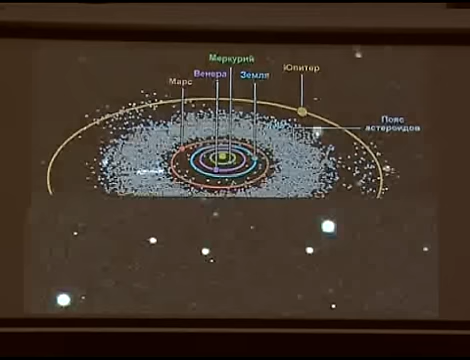 Меркурий
Венера
Земля
Марс
Юпитер
Пояс
астероидов